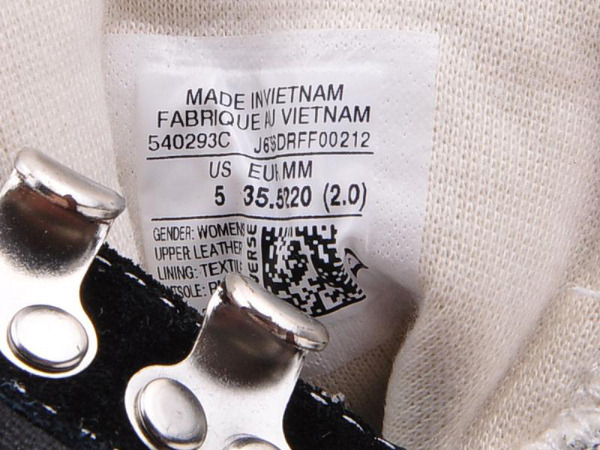 MADE IN VIETNAM
FABRIQUE AU VIETNAM
540293C
US EUR MM
5 35.5 220 (2.0)
GENDER: WOMENS
UPPER LEATHER
LINING: TEXTILE